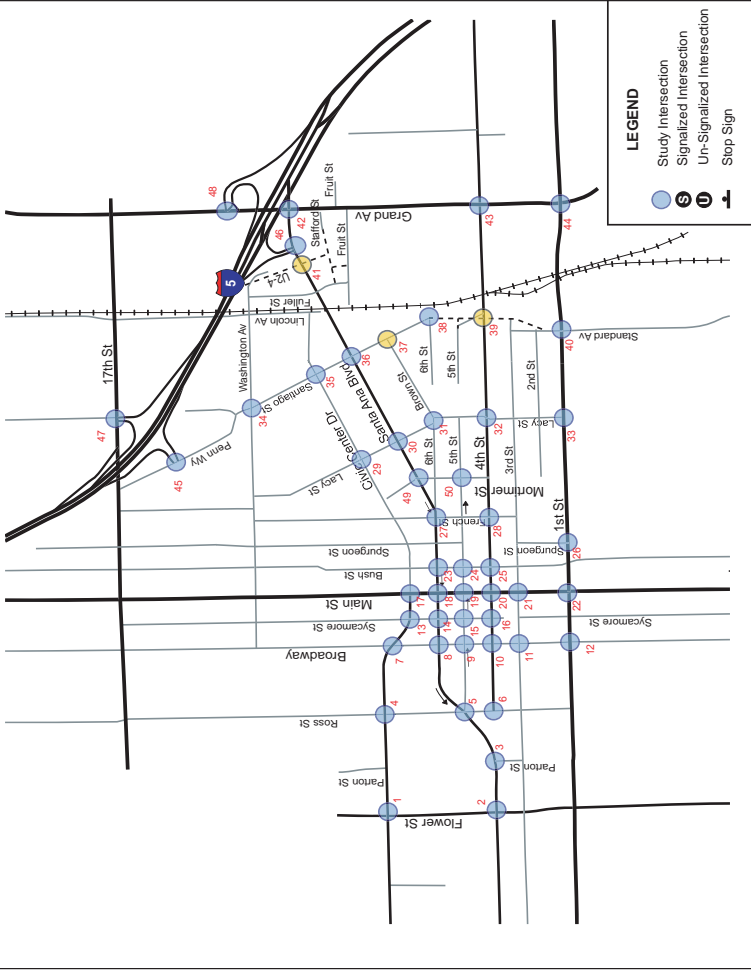 48
Fruit St
Stafford St
Fruit St
Grand Av
42
46
43
44
5
U2-4
41
Fuller St
Lincoln Av
17th St
Washington Av
38
39
40
Standard Av
36
37
35
6th St
5th St
2nd St
Santiago St
Santa Ana Blvd
Brown St
47
34
31
32
33
Lacy St
Penn Wy
45
Civic Center Dr
30
29
6th St
5th St
4th St
3rd St
Lacy St
49
50
Mortimer St
1st St
27
French St
28
Spurgeon St
Spurgeon St
26
Bush St
23
24
25
Main St
17
18
19
20
21
22
Sycamore St
13
14
15
16
Sycamore St
Broadway
7
8
9
10
11
12
Ross St
4
5
6
3
Parton St
Parton St
1
2
Flower St
LEGEND
Study Intersection
S Signalized Intersection
U Un-Signalized Intersection
Stop Sign